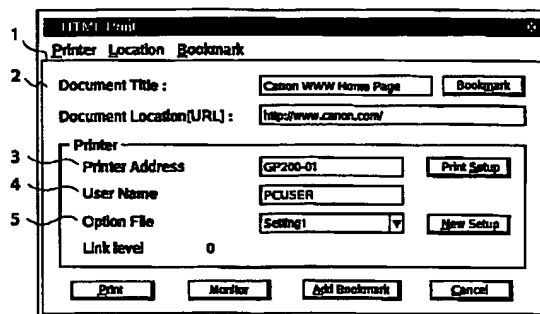 HTML Print
1
Printer Location Bookmark
2
Document Title : Canon WWW Home Page Bookmark
Document Location[URL] : http://www.canon.com/
Printer
3
Printer Address GP200-01 Print Setup
4
User Name PCUSER
5
Option File Setting1 New Setup
Link level 0
Print Monitor Add Bookmark Cancel